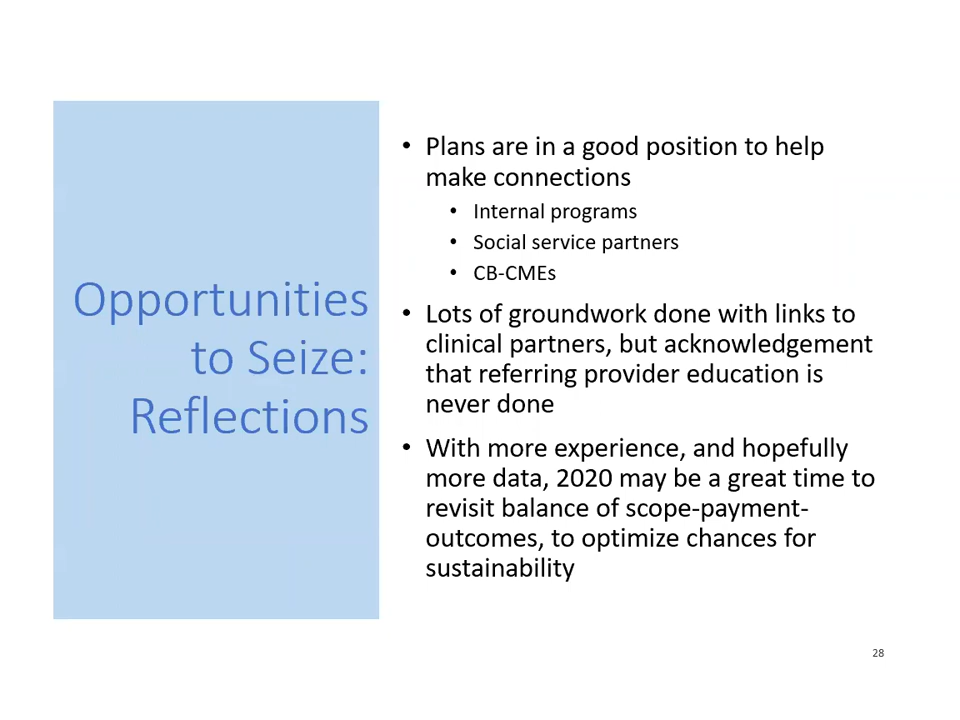 Opportunities
to Seize:
Reflections
• Plans are in a good position to help
make connections
• Internal programs
• Social service partners
• CB-CMEs
• Lots of groundwork done with links to
clinical partners, but acknowledgement
that referring provider education is
never done
• With more experience, and hopefully
more data, 2020 may be a great time to
revisit balance of scope-payment-
outcomes, to optimize chances for
sustainability
28